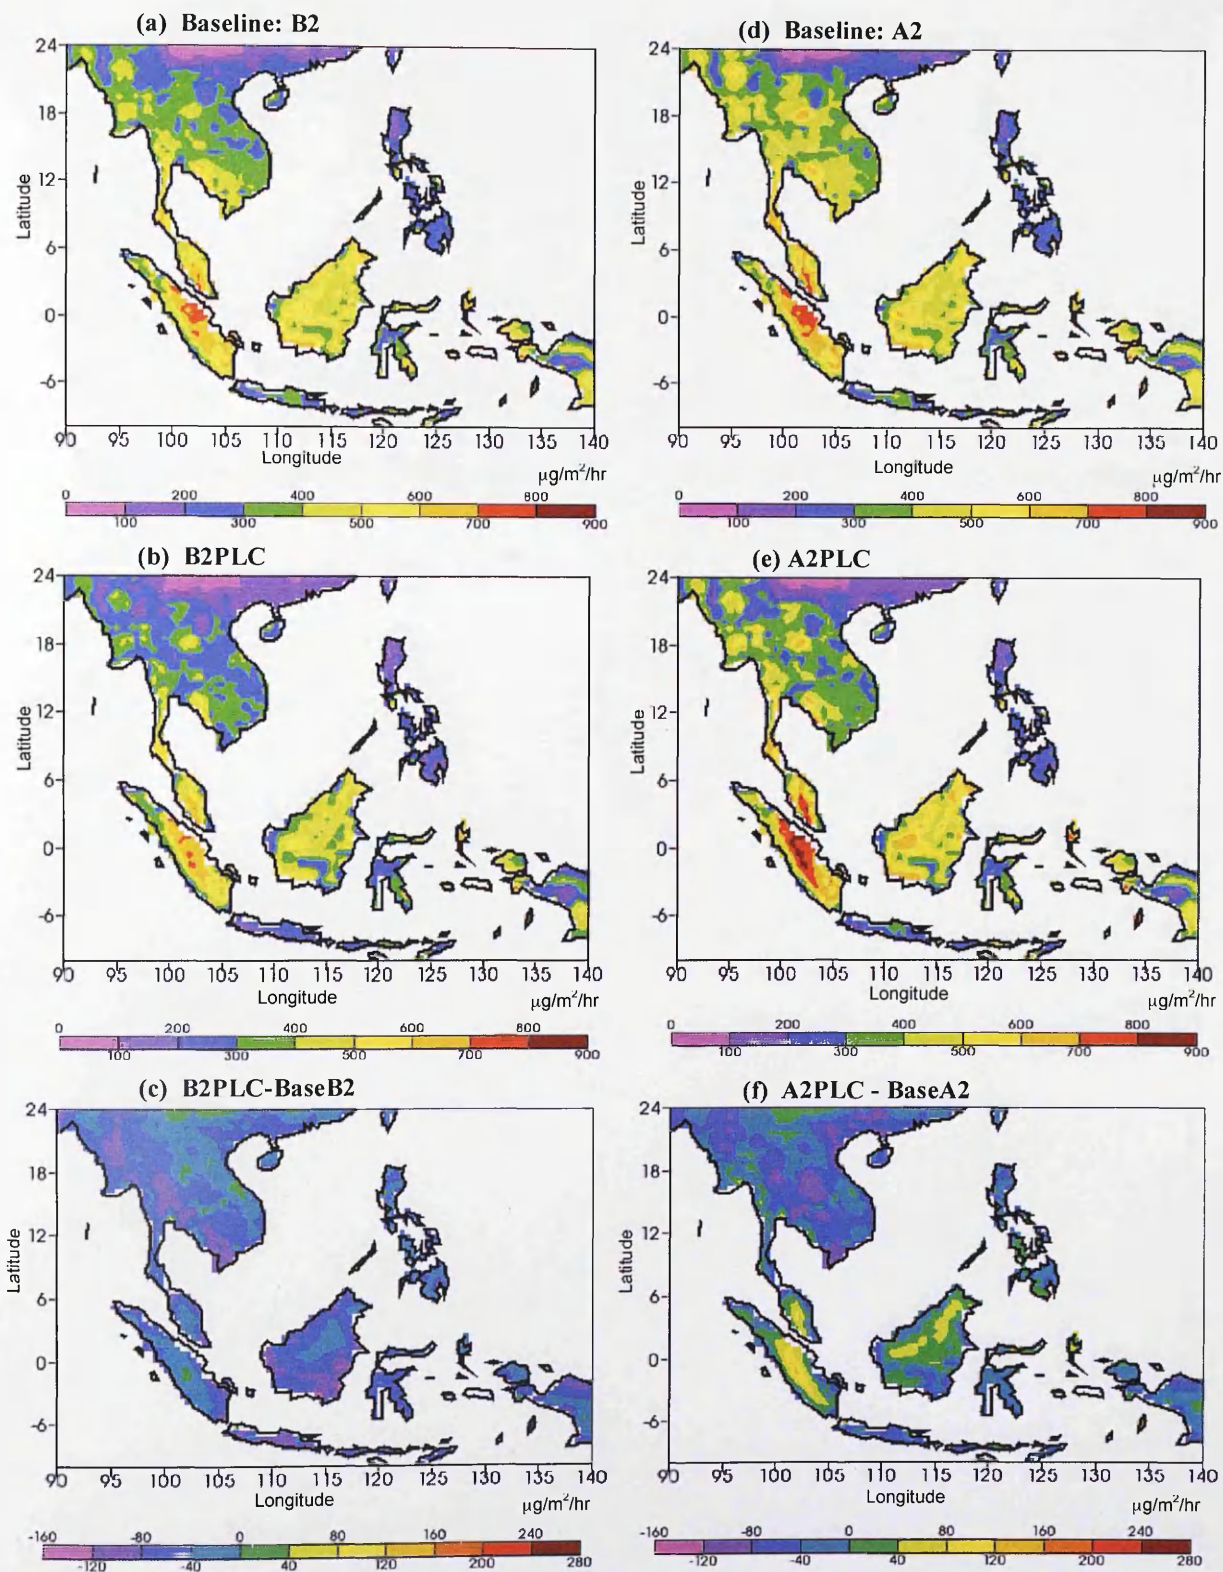 (a) Baseline: B2
24
18
12
6
0
-6
Latitude
90 95 100 105 110 115 120 125 130 135 140
Longitude
µg/m²/hr
0 200 400 600 800
100 300 500 700 900
(d) Baseline: A2
24
18
12
6
0
-6
Latitude
90 95 100 105 110 115 120 125 130 135 140
Longitude
µg/m²/hr
0 200 400 600 800
100 300 500 700 900
(b) B2PLC
24
18
12
6
0
-6
Latitude
90 95 100 105 110 115 120 125 130 135 140
Longitude
µg/m²/hr
0 200 400 600 800
100 300 500 700 900
(e) A2PLC
24
18
12
6
0
-6
Latitude
90 95 100 105 110 115 120 125 130 135 140
Longitude
µg/m²/hr
0 200 400 600 800
100 300 500 700 900
(c) B2PLC-BaseB2
24
18
12
6
0
-6
Latitude
90 95 100 105 110 115 120 125 130 135 140
Longitude
µg/m²/hr
-160 -80 0 80 160 240
-120 -40 40 120 200 280
(f) A2PLC - BaseA2
24
18
12
6
0
-6
Latitude
90 95 100 105 110 115 120 125 130 135 140
Longitude
µg/m²/hr
-160 -80 0 80 160 240
-120 -40 40 120 200 280